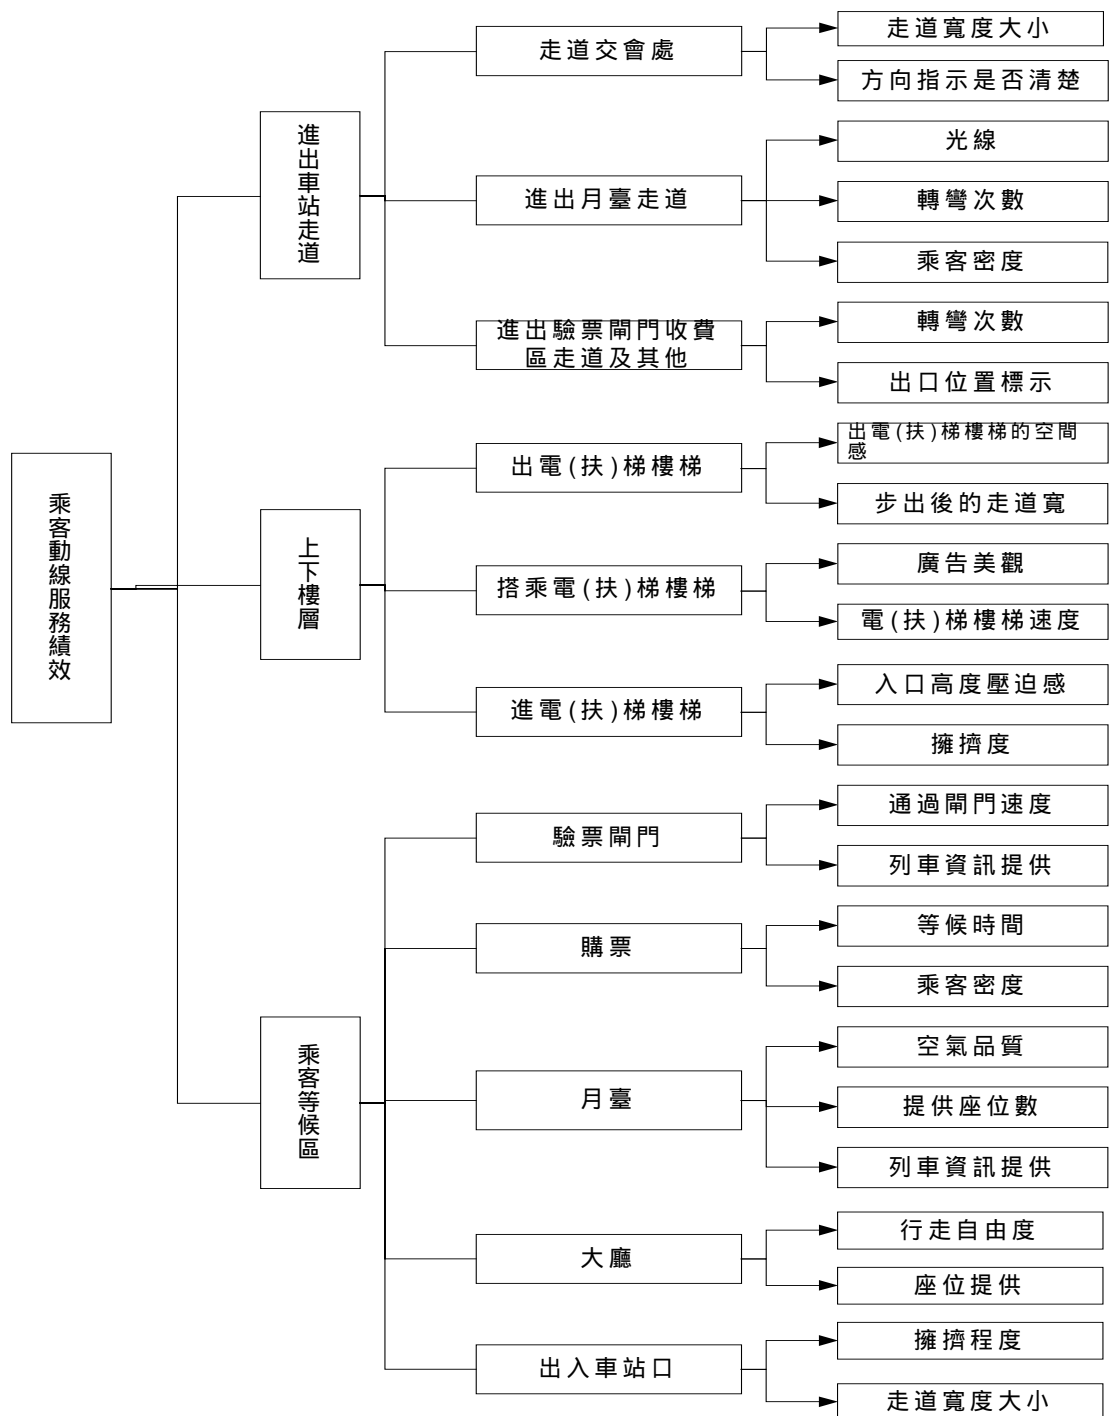 乘客動線服務績效
進出車站走道
走道交會處
走道寬度大小
方向指示是否清楚
進出月臺走道
光線
轉彎次數
乘客密度
進出驗票閘門收費
區走道及其他
轉彎次數
出口位置標示
上下樓層
出電(扶)梯樓梯
出電(扶)梯樓梯的空間
感
步出後的走道寬
搭乘電(扶)梯樓梯
廣告美觀
電(扶)梯樓梯速度
進電(扶)梯樓梯
入口高度壓迫感
擁擠度
乘客等候區
驗票閘門
通過閘門速度
列車資訊提供
購票
等候時間
乘客密度
月臺
空氣品質
提供座位數
列車資訊提供
大廳
行走自由度
座位提供
出入車站口
擁擠程度
走道寬度大小